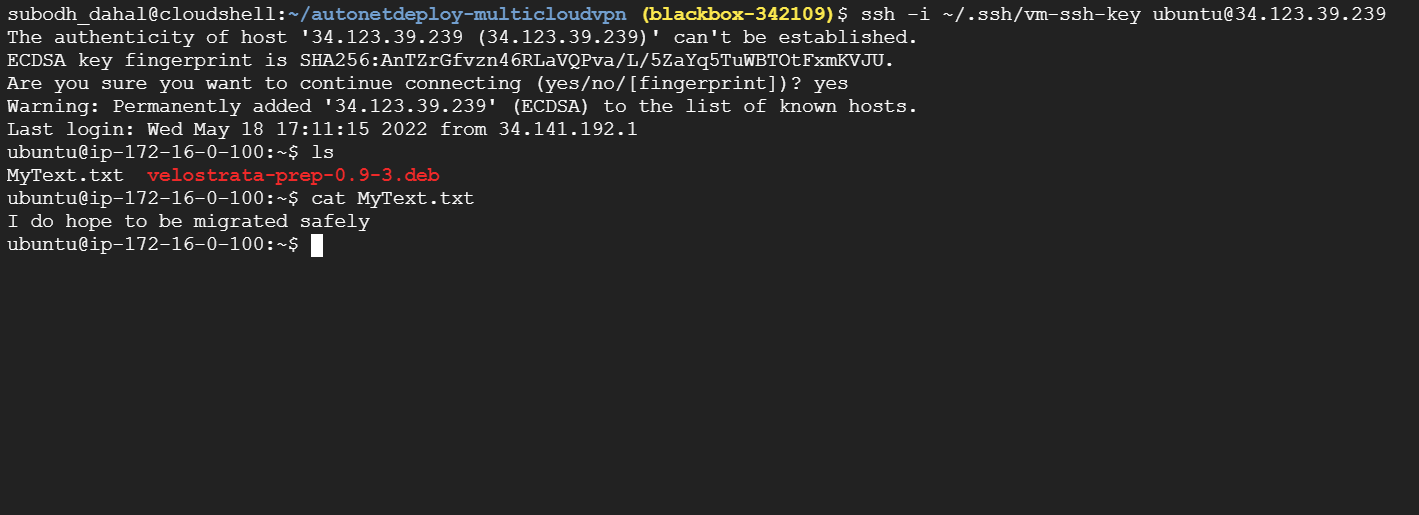 subodh_dahal@cloudshell:~/autonetdeploy-multicloudvpn (blackbox-342109)$ ssh -i ~/.ssh/vm-ssh-key ubuntu@34.123.39.239
The authenticity of host '34.123.39.239 (34.123.39.239)' can't be established.
ECDSA key fingerprint is SHA256:AnTZrGfvzn46RLaVQPva/L/5ZaYq5TuWBTOtFxmKVJU.
Are you sure you want to continue connecting (yes/no/[fingerprint])? yes
Warning: Permanently added '34.123.39.239' (ECDSA) to the list of known hosts.
Last login: Wed May 18 17:11:15 2022 from 34.141.192.1
ubuntu@ip-172-16-0-100:~$ ls
MyText.txt  velostrata-prep-0.9-3.deb
ubuntu@ip-172-16-0-100:~$ cat MyText.txt
I do hope to be migrated safely
ubuntu@ip-172-16-0-100:~$